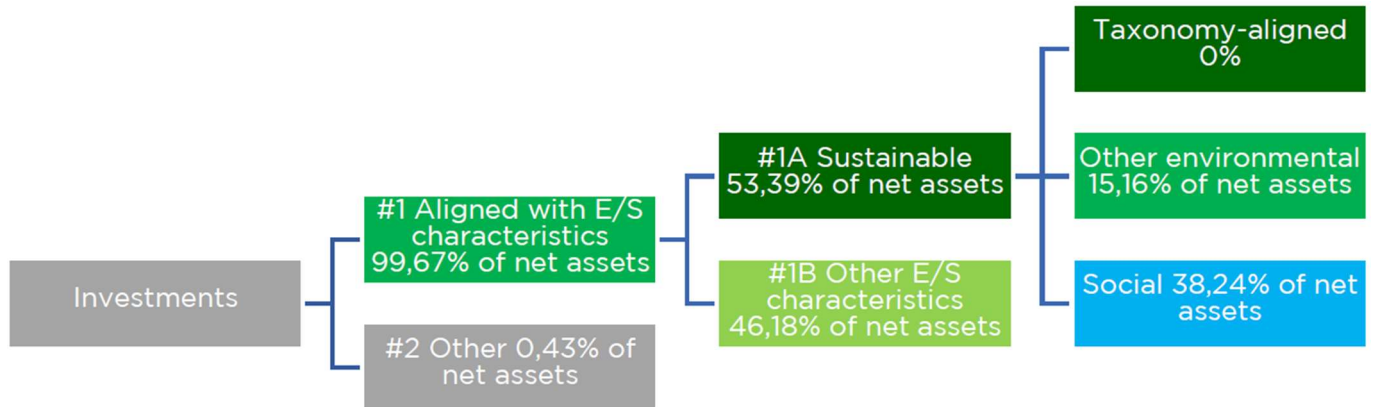 Investments
#1 Aligned with E/S
characteristics
99,67% of net assets
#2 Other 0,43% of
net assets
#1A Sustainable
53,39% of net assets
#1B Other E/S
characteristics
46,18% of net assets
Taxonomy-aligned
0%
Other environmental
15,16% of net assets
Social 38,24% of net
assets